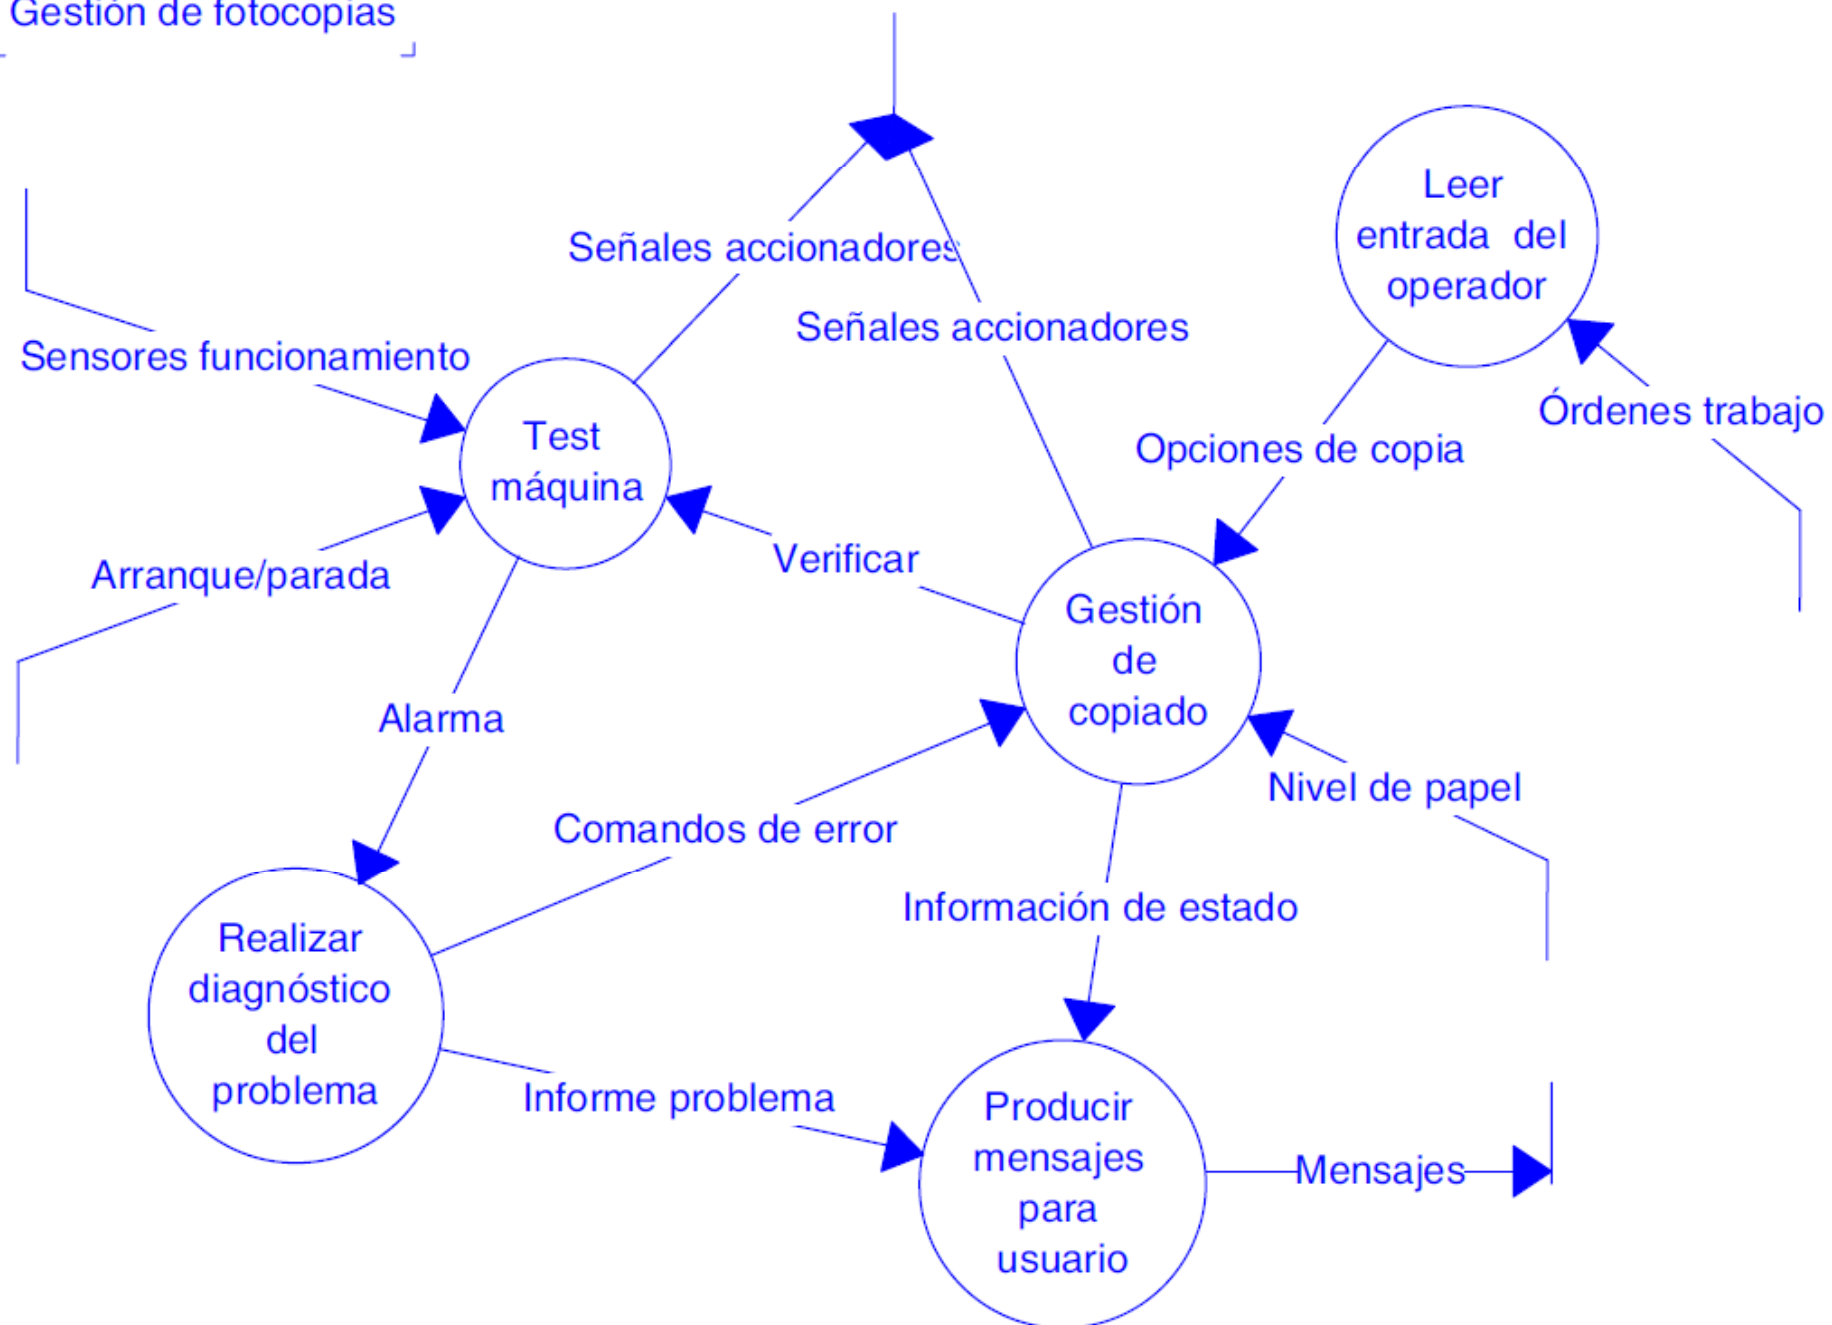 Gestión de fotocopias
Leer
entrada del
operador
Señales accionadores
Señales accionadores
Sensores funcionamiento
Órdenes trabajo
Test
máquina
Opciones de copia
Verificar
Arranque/parada
Gestión
de
copiado
Alarma
Nivel de papel
Comandos de error
Información de estado
Realizar
diagnóstico
del
problema
Informe problema
Producir
mensajes
para
usuario
Mensajes